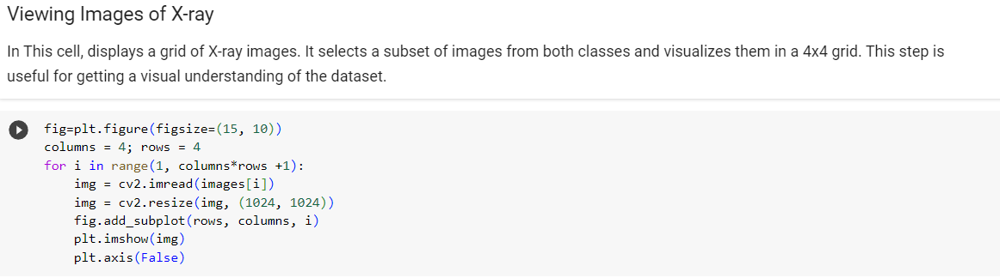 Viewing Images of X-ray
In This cell, displays a grid of X-ray images. It selects a subset of images from both classes and visualizes them in a 4x4 grid. This step is
useful for getting a visual understanding of the dataset.
fig=plt.figure(figsize=(15, 10))
columns = 4; rows = 4
for i in range(1, columns*rows +1):
    img = cv2.imread(images[i])
    img = cv2.resize(img, (1024, 1024))
    fig.add_subplot(rows, columns, i)
    plt.imshow(img)
    plt.axis(False)